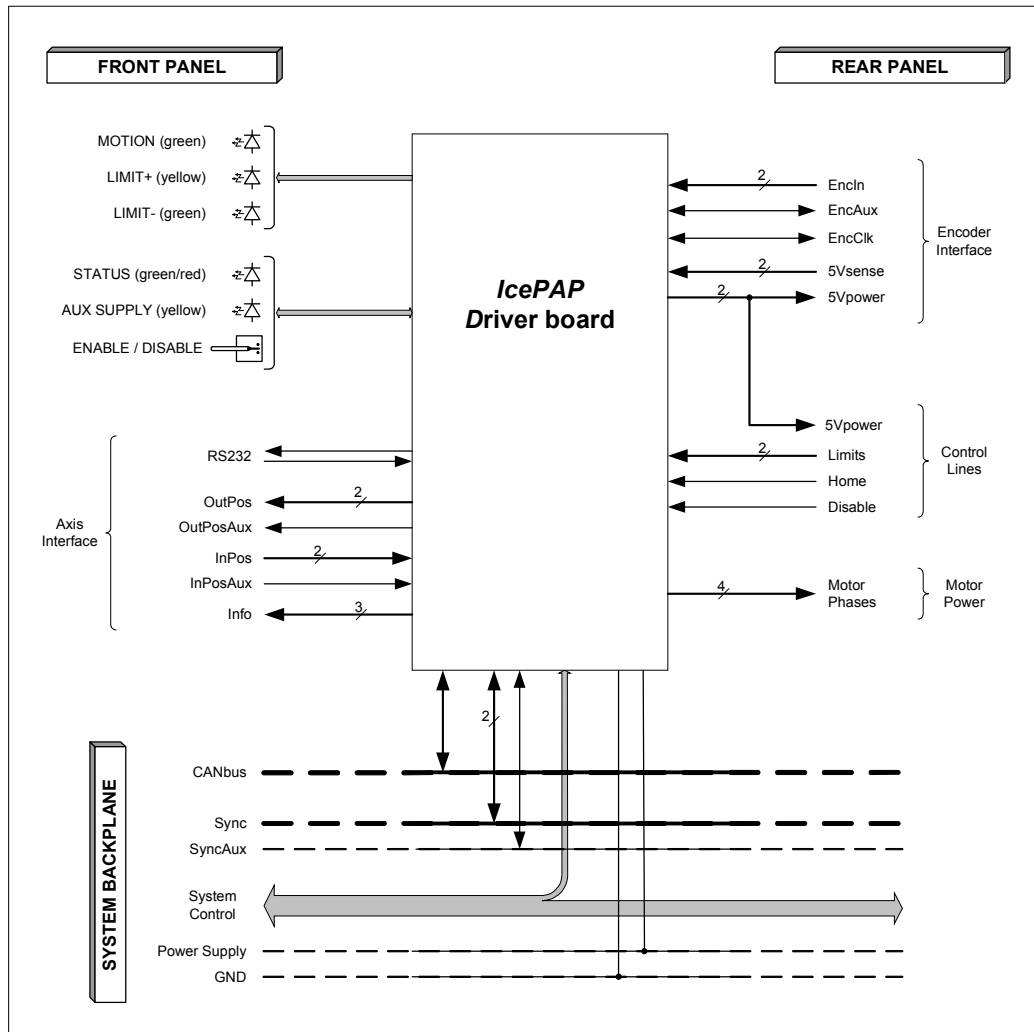 FRONT PANEL
REAR PANEL
MOTION (green)
LIMIT+ (yellow)
LIMIT- (green)
STATUS (green/red)
AUX SUPPLY (yellow)
ENABLE / DISABLE
IcePAP
Driver board
2
EncIn
EncAux
EncClk
2
5Vsense
2
5Vpower
Encoder
Interface
5Vpower
2
Limits
Home
Disable
Control
Lines
4
Motor
Phases
Motor
Power
Axis
Interface
RS232
OutPos
2
OutPosAux
InPos
2
InPosAux
Info
3
2
SYSTEM BACKPLANE
CANbus
Sync
SyncAux
System
Control
Power Supply
GND